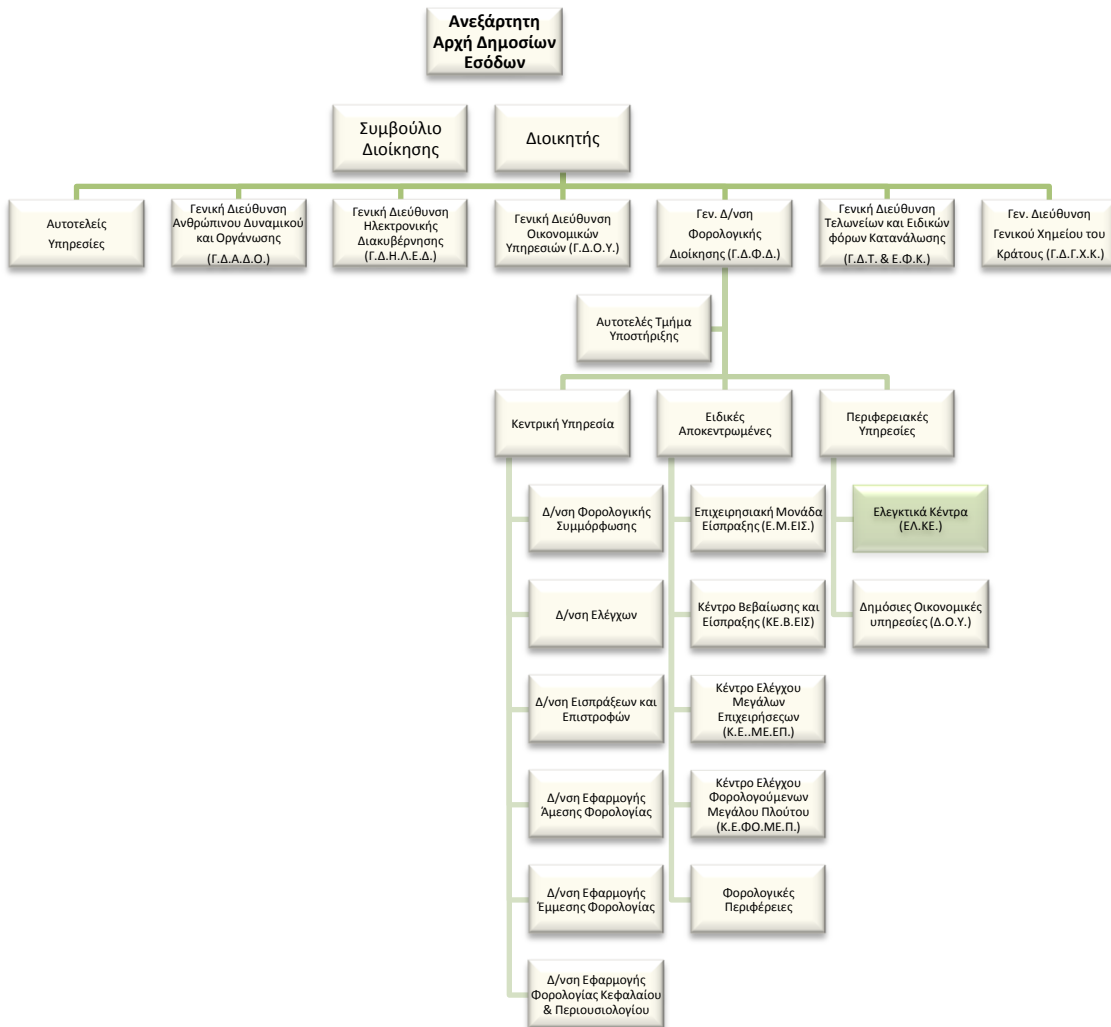 Ανεξάρτητη
Αρχή Δημοσίων
Εσόδων
Συμβούλιο
Διοίκησης
Διοικητής
Αυτοτελείς
Υπηρεσίες
Γενική Διεύθυνση
Ανθρώπινου Δυναμικού
και Οργάνωσης
(Γ.Δ.Α.Δ.Ο.)
Γενική Διεύθυνση
Ηλεκτρονικής
Διακυβέρνησης
(Γ.Δ.Η.Λ.Ε.Δ.)
Γενική Διεύθυνση
Οικονομικών
Υπηρεσιών (Γ.Δ.Ο.Υ.)
Γεν. Δ/νση
Φορολογικής
Διοίκησης (Γ.Δ.Φ.Δ.)
Γενική Διεύθυνση
Τελωνείων και Ειδικών
φόρων Κατανάλωσης
(Γ.Δ.Τ. & Ε.Φ.Κ.)
Γεν. Διεύθυνση
Γενικού Χημείου του
Κράτους (Γ.Δ.Γ.Χ.Κ.)
Αυτοτελές Τμήμα
Υποστήριξης
Κεντρική Υπηρεσία
Δ/νση Φορολογικής
Συμμόρφωσης
Δ/νση Ελέγχων
Δ/νση Εισπράξεων και
Επιστροφών
Δ/νση Εφαρμογής
Άμεσης Φορολογίας
Δ/νση Εφαρμογής
Έμμεσης Φορολογίας
Δ/νση Εφαρμογής
Φορολογίας Κεφαλαίου
& Περιουσιολογίου
Ειδικές
Αποκεντρωμένες
Επιχειρησιακή Μονάδα
Είσπραξης (Ε.Μ.ΕΙΣ.)
Κέντρο Βεβαίωσης και
Είσπραξης (ΚΕ.Β.ΕΙΣ)
Κέντρο Ελέγχου
Μεγάλων
Επιχειρήσεςων
(Κ.Ε..ΜΕ.ΕΠ.)
Κέντρο Ελέγχου
Φορολογούμενων
Μεγάλου Πλούτου
(Κ.Ε.ΦΟ.ΜΕ.Π.)
Φορολογικές
Περιφέρειες
Περιφερειακές
Υπηρεσίες
Ελεγκτικά Κέντρα
(ΕΛ.ΚΕ.)
Δημόσιες Οικονομικές
υπηρεσίες (Δ.Ο.Υ.)